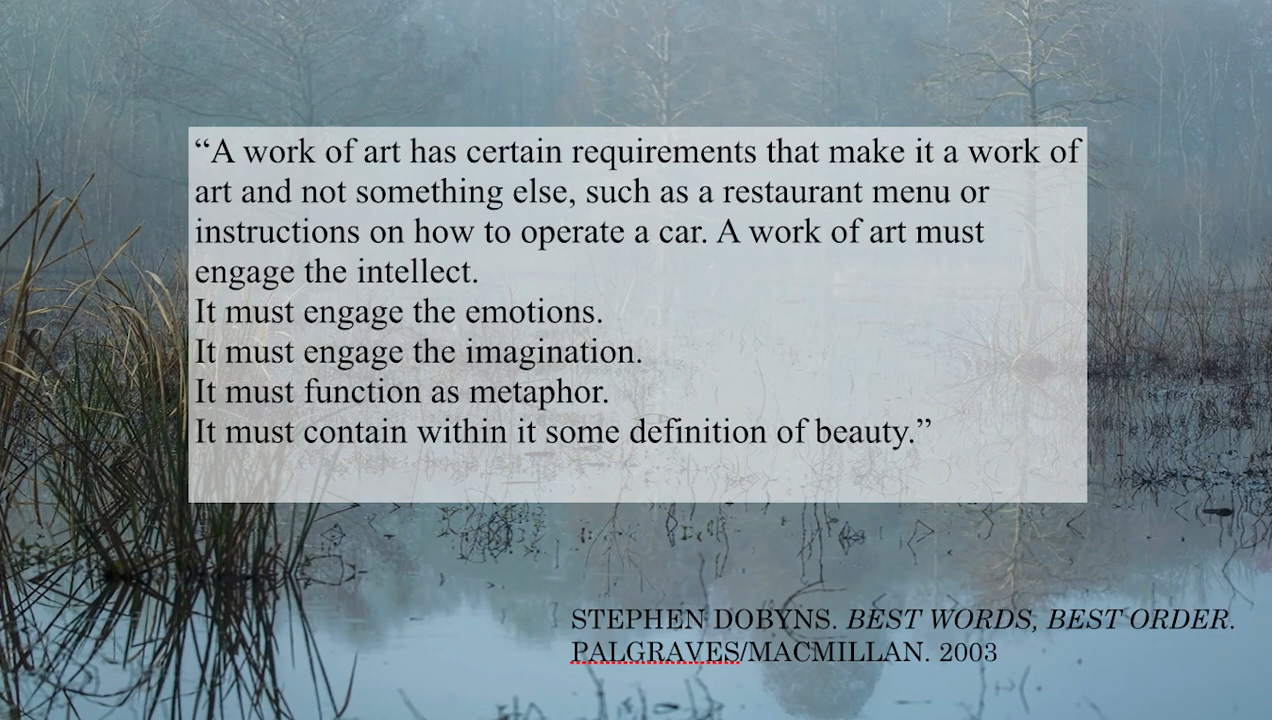 “A work of art has certain requirements that make it a work of
art and not something else, such as a restaurant menu or
instructions on how to operate a car. A work of art must
engage the intellect.
It must engage the emotions.
It must engage the imagination.
It must function as metaphor.
It must contain within it some definition of beauty.”
STEPHEN DOBYNS. BEST WORDS, BEST ORDER.
PALGRAVES/MACMILLAN. 2003